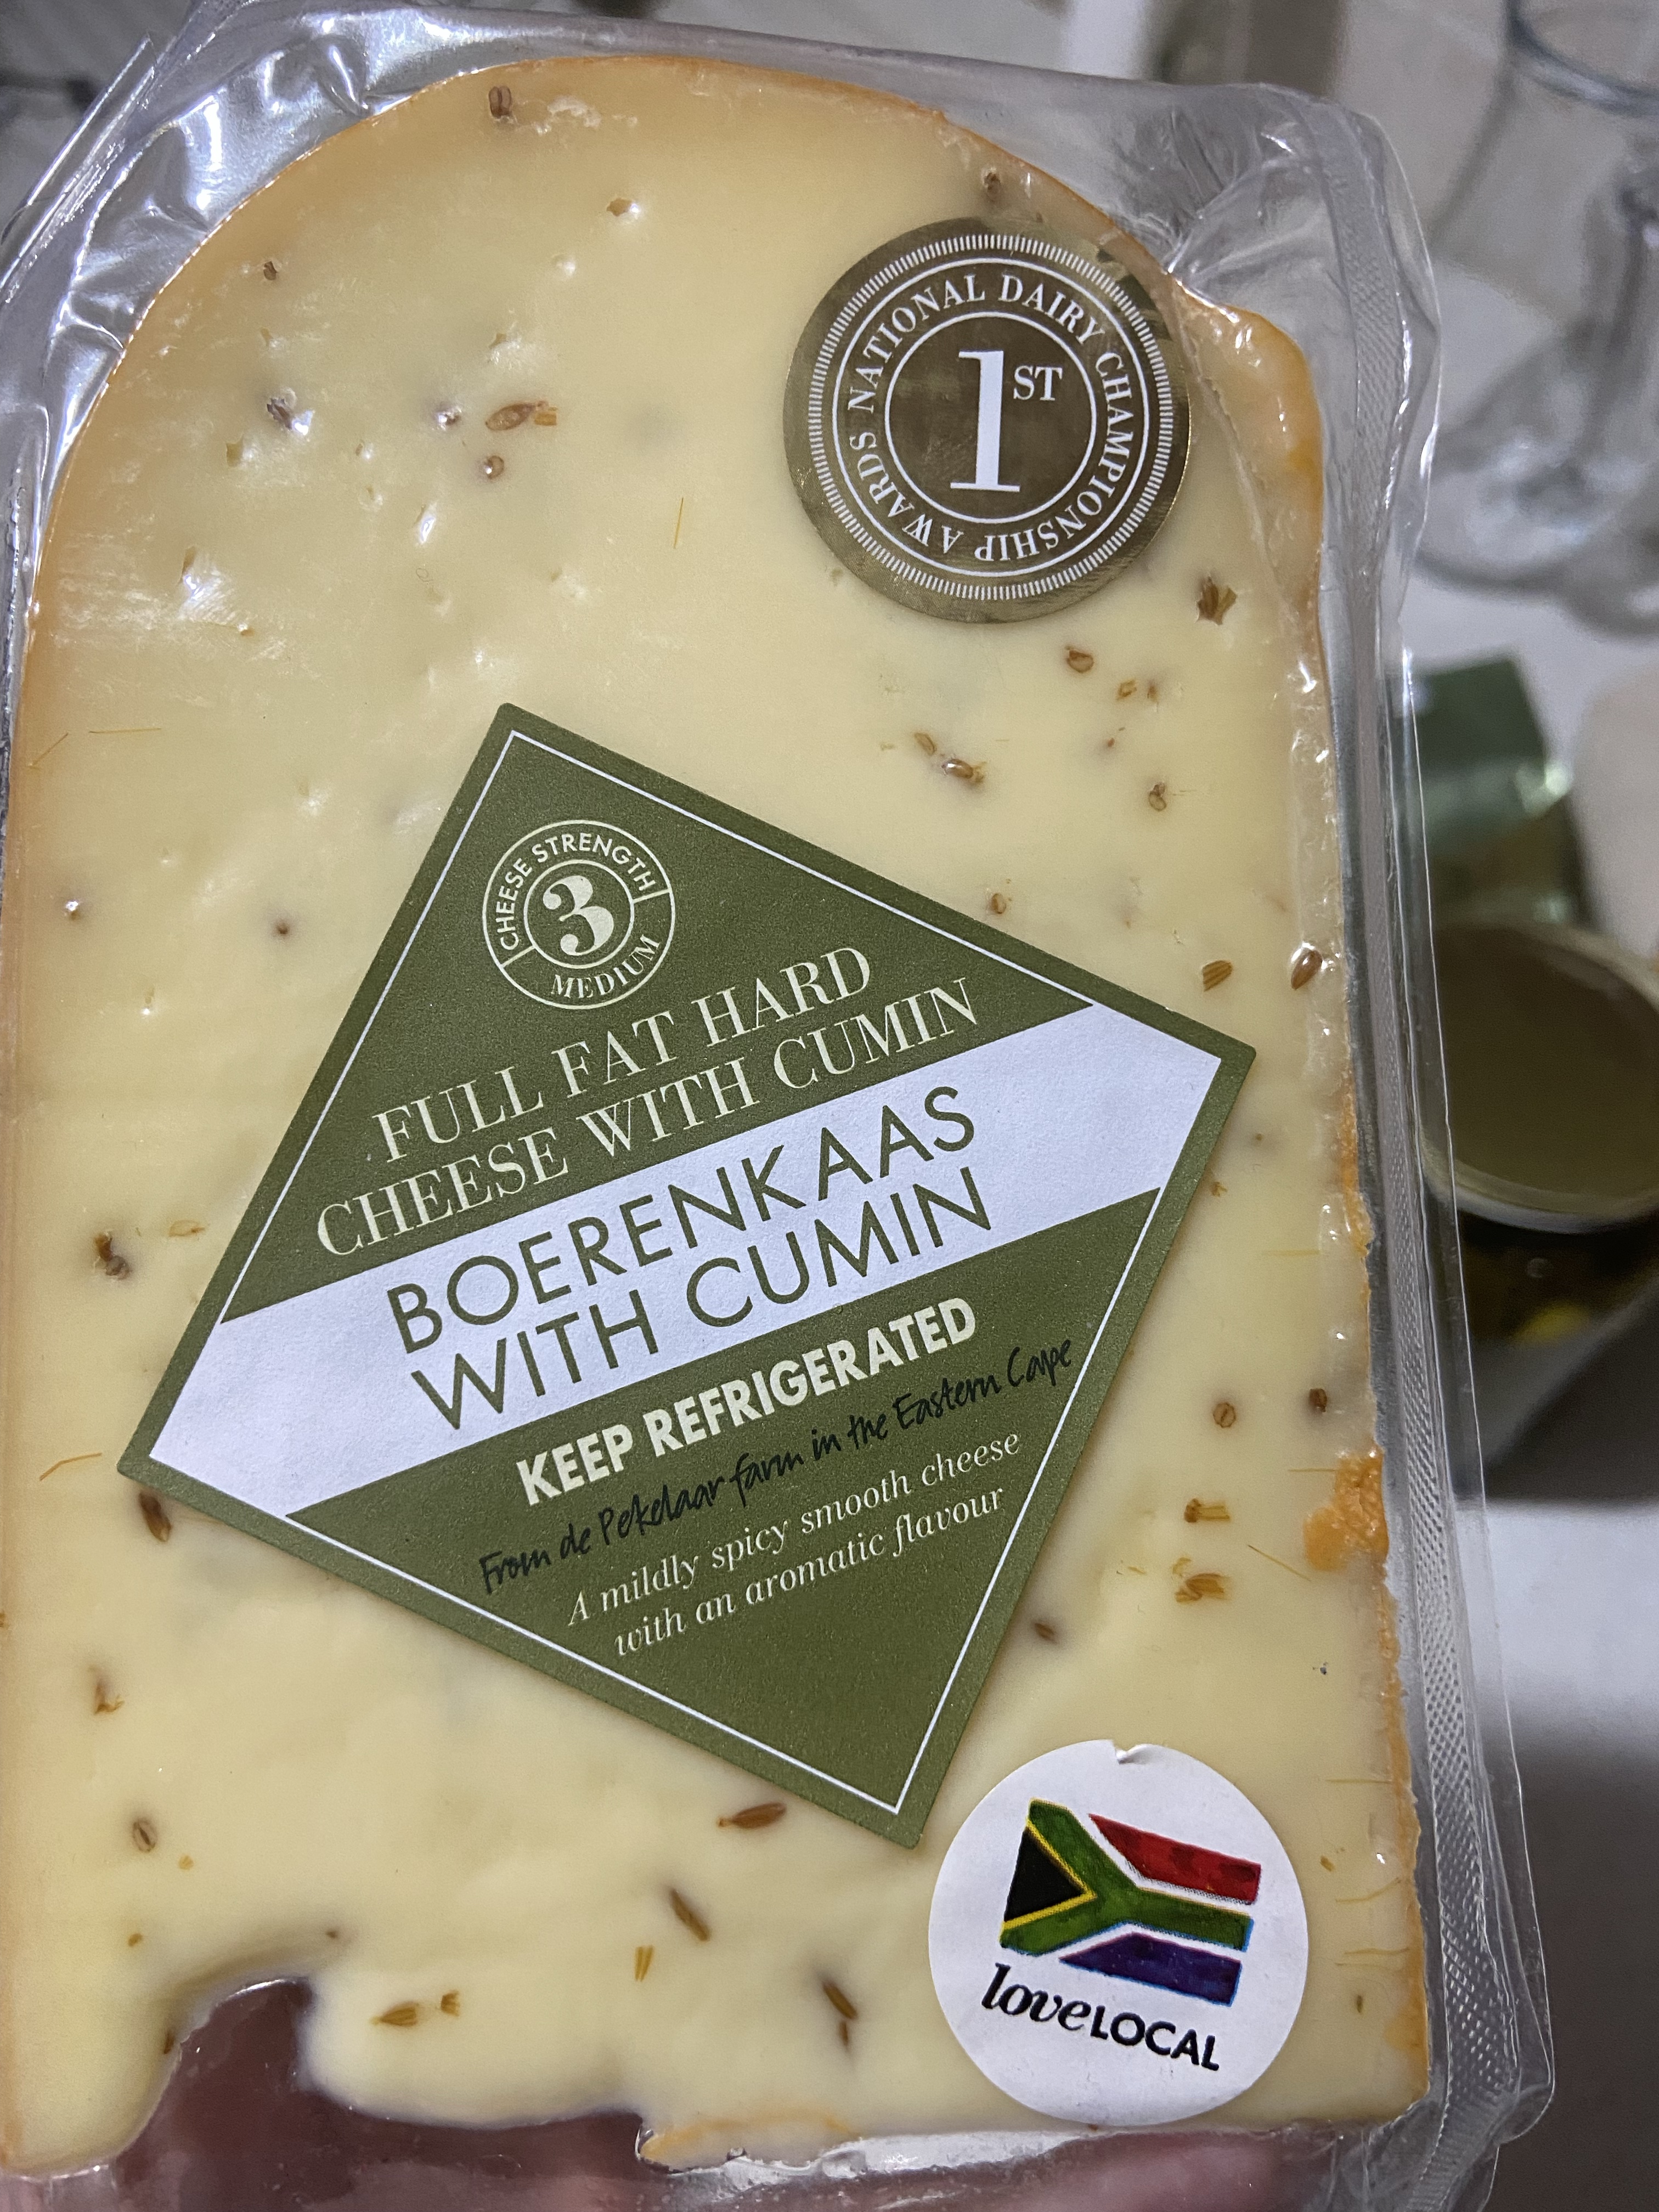 NATIONAL DAIRY CHAMPIONSHIP AWARDS
1ST
CHEESE STRENGTH
3
MEDIUM
FULL FAT HARD
CHEESE WITH CUMIN
BOERENKAAS
WITH CUMIN
KEEP REFRIGERATED
From de Pekelaar farm in the Eastern Cape
A mildly spicy smooth cheese
with an aromatic flavour
loveLOCAL